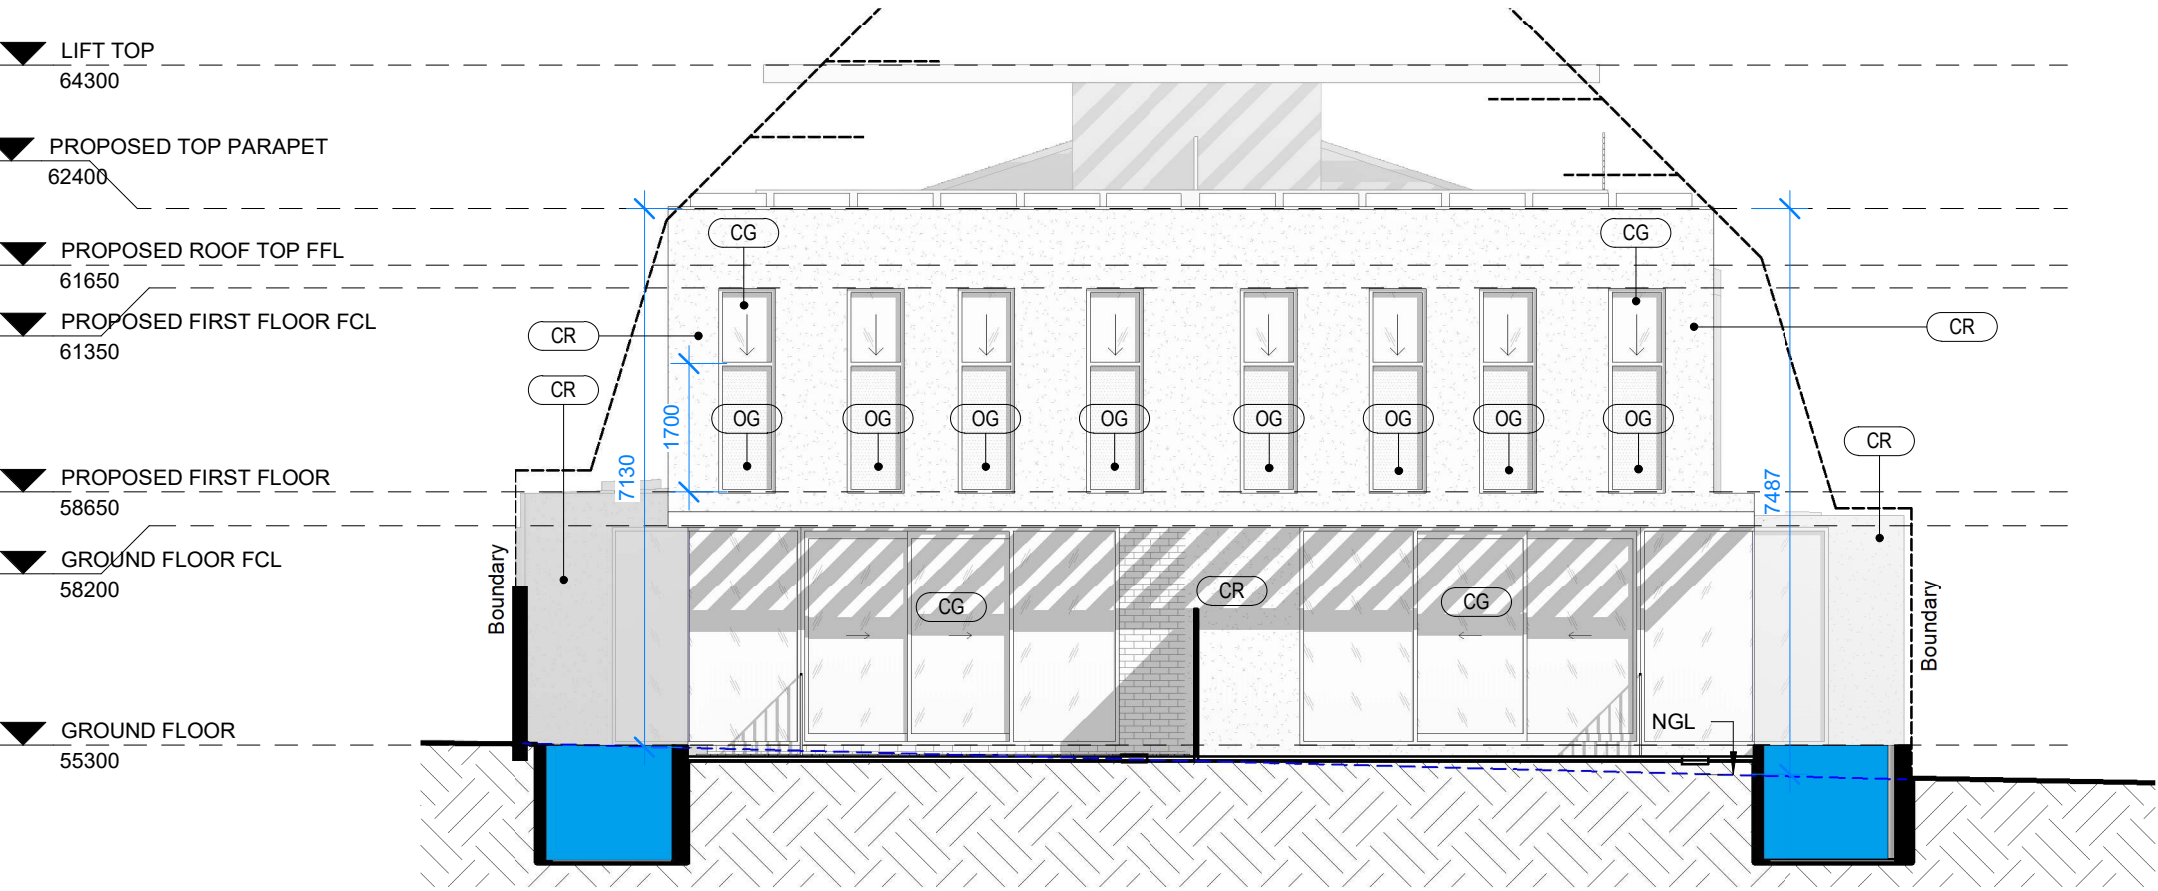 LIFT TOP
64300
PROPOSED TOP PARAPET
62400
PROPOSED ROOF TOP FFL
61650
PROPOSED FIRST FLOOR FCL
61350
PROPOSED FIRST FLOOR
58650
GROUND FLOOR FCL
58200
GROUND FLOOR
55300
CG
CG
CR
CR
CR
CR
OG
OG
OG
OG
OG
OG
OG
OG
1700
7130
7487
Boundary
CG
CR
CG
Boundary
NGL